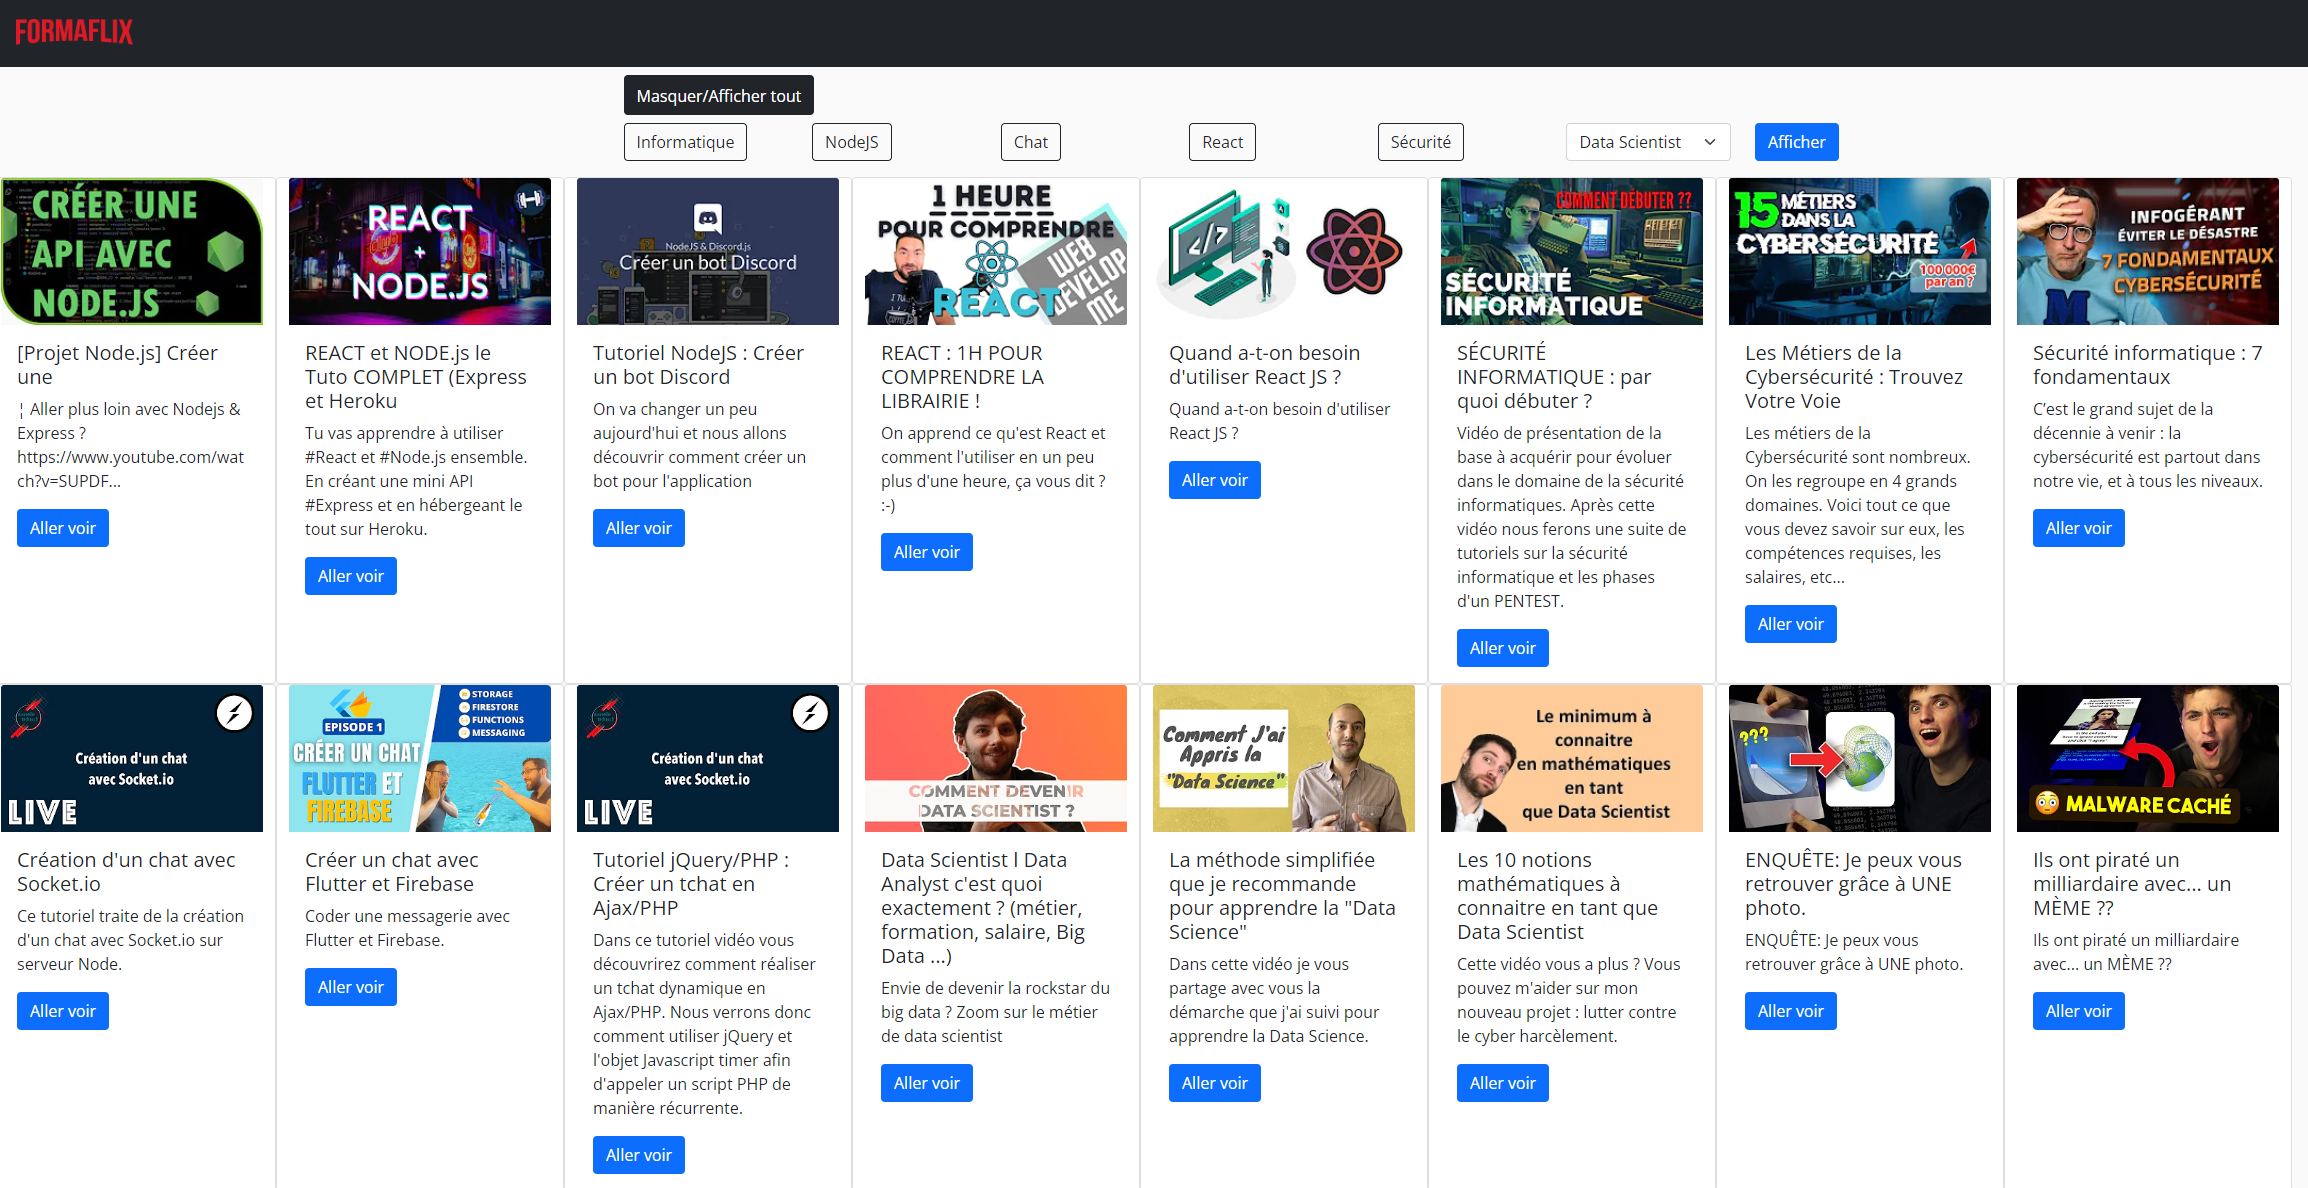 FORMAFLIX
Masquer/Afficher tout
Informatique
NodeJS
Chat
React
Sécurité
Data Scientist
Afficher
CRÉER UNE
API AVEC
NODE.JS
REACT
+
NODE.JS
NodeJS & Discord.js
Créer un bot Discord
1 HEURE
POUR COMPRENDRE
REACT
WEB
DEVELOP
ME
COMMENT DÉBUTER ??
SÉCURITÉ
INFORMATIQUE
15 MÉTIERS
DANS LA
CYBERSÉCURITÉ
100 000€
par an ?
INFOGÉRANT
ÉVITER LE DÉSASTRE
7 FONDAMENTAUX
CYBERSÉCURITÉ
[Projet Node.js] Créer
une
¦ Aller plus loin avec Nodejs &
Express ?
https://www.youtube.com/wat
ch?v=SUPDF...
Aller voir
REACT et NODE.js le
Tuto COMPLET (Express
et Heroku
Tu vas apprendre à utiliser
#React et #Node.js ensemble.
En créant une mini API
#Express et en hébergeant le
tout sur Heroku.
Aller voir
Tutoriel NodeJS : Créer
un bot Discord
On va changer un peu
aujourd'hui et nous allons
découvrir comment créer un
bot pour l'application
Aller voir
REACT : 1H POUR
COMPRENDRE LA
LIBRAIRIE !
On apprend ce qu'est React et
comment l'utiliser en un peu
plus d'une heure, ça vous dit ?
:-)
Aller voir
Quand a-t-on besoin
d'utiliser React JS ?
Quand a-t-on besoin d'utiliser
React JS ?
Aller voir
SÉCURITÉ
INFORMATIQUE : par
quoi débuter ?
Vidéo de présentation de la
base à acquérir pour évoluer
dans le domaine de la sécurité
informatiques. Après cette
vidéo nous ferons une suite de
tutoriels sur la sécurité
informatique et les phases
d'un PENTEST.
Aller voir
Les Métiers de la
Cybersécurité : Trouvez
Votre Voie
Les métiers de la
Cybersécurité sont nombreux.
On les regroupe en 4 grands
domaines. Voici tout ce que
vous devez savoir sur eux, les
compétences requises, les
salaires, etc...
Aller voir
Sécurité informatique : 7
fondamentaux
C’est le grand sujet de la
décennie à venir : la
cybersécurité est partout dans
notre vie, et à tous les niveaux.
Aller voir
Création d'un chat
avec Socket.io
LIVE
EPISODE 1
STORAGE
FIRESTORE
FUNCTIONS
MESSAGING
CRÉER UN CHAT
FLUTTER ET
FIREBASE
Création d'un chat
avec Socket.io
LIVE
COMMENT DEVENIR
DATA SCIENTIST ?
Comment J'ai
Appris la
"Data Science"
Le minimum à
connaitre
en mathématiques
en tant
que Data Scientist
???
MALWARE CACHÉ
Création d'un chat avec
Socket.io
Ce tutoriel traite de la création
d'un chat avec Socket.io sur
serveur Node.
Aller voir
Créer un chat avec
Flutter et Firebase
Coder une messagerie avec
Flutter et Firebase.
Aller voir
Tutoriel jQuery/PHP :
Créer un tchat en
Ajax/PHP
Dans ce tutoriel vidéo vous
découvrirez comment réaliser
un tchat dynamique en
Ajax/PHP. Nous verrons donc
comment utiliser jQuery et
l'objet Javascript timer afin
d'appeler un script PHP de
manière récurrente.
Aller voir
Data Scientist l Data
Analyst c'est quoi
exactement ? (métier,
formation, salaire, Big
Data ...)
Envie de devenir la rockstar du
big data ? Zoom sur le métier
de data scientist
Aller voir
La méthode simplifiée
que je recommande
pour apprendre la "Data
Science"
Dans cette vidéo je vous
partage avec vous la
démarche que j'ai suivi pour
apprendre la Data Science.
Aller voir
Les 10 notions
mathématiques à
connaitre en tant que
Data Scientist
Cette vidéo vous a plus ? Vous
pouvez m'aider sur mon
nouveau projet : lutter contre
le cyber harcèlement.
Aller voir
ENQUÊTE: Je peux vous
retrouver grâce à UNE
photo.
ENQUÊTE: Je peux vous
retrouver grâce à UNE photo.
Aller voir
Ils ont piraté un
milliardaire avec... un
MÈME ??
Ils ont piraté un milliardaire
avec... un MÈME ??
Aller voir